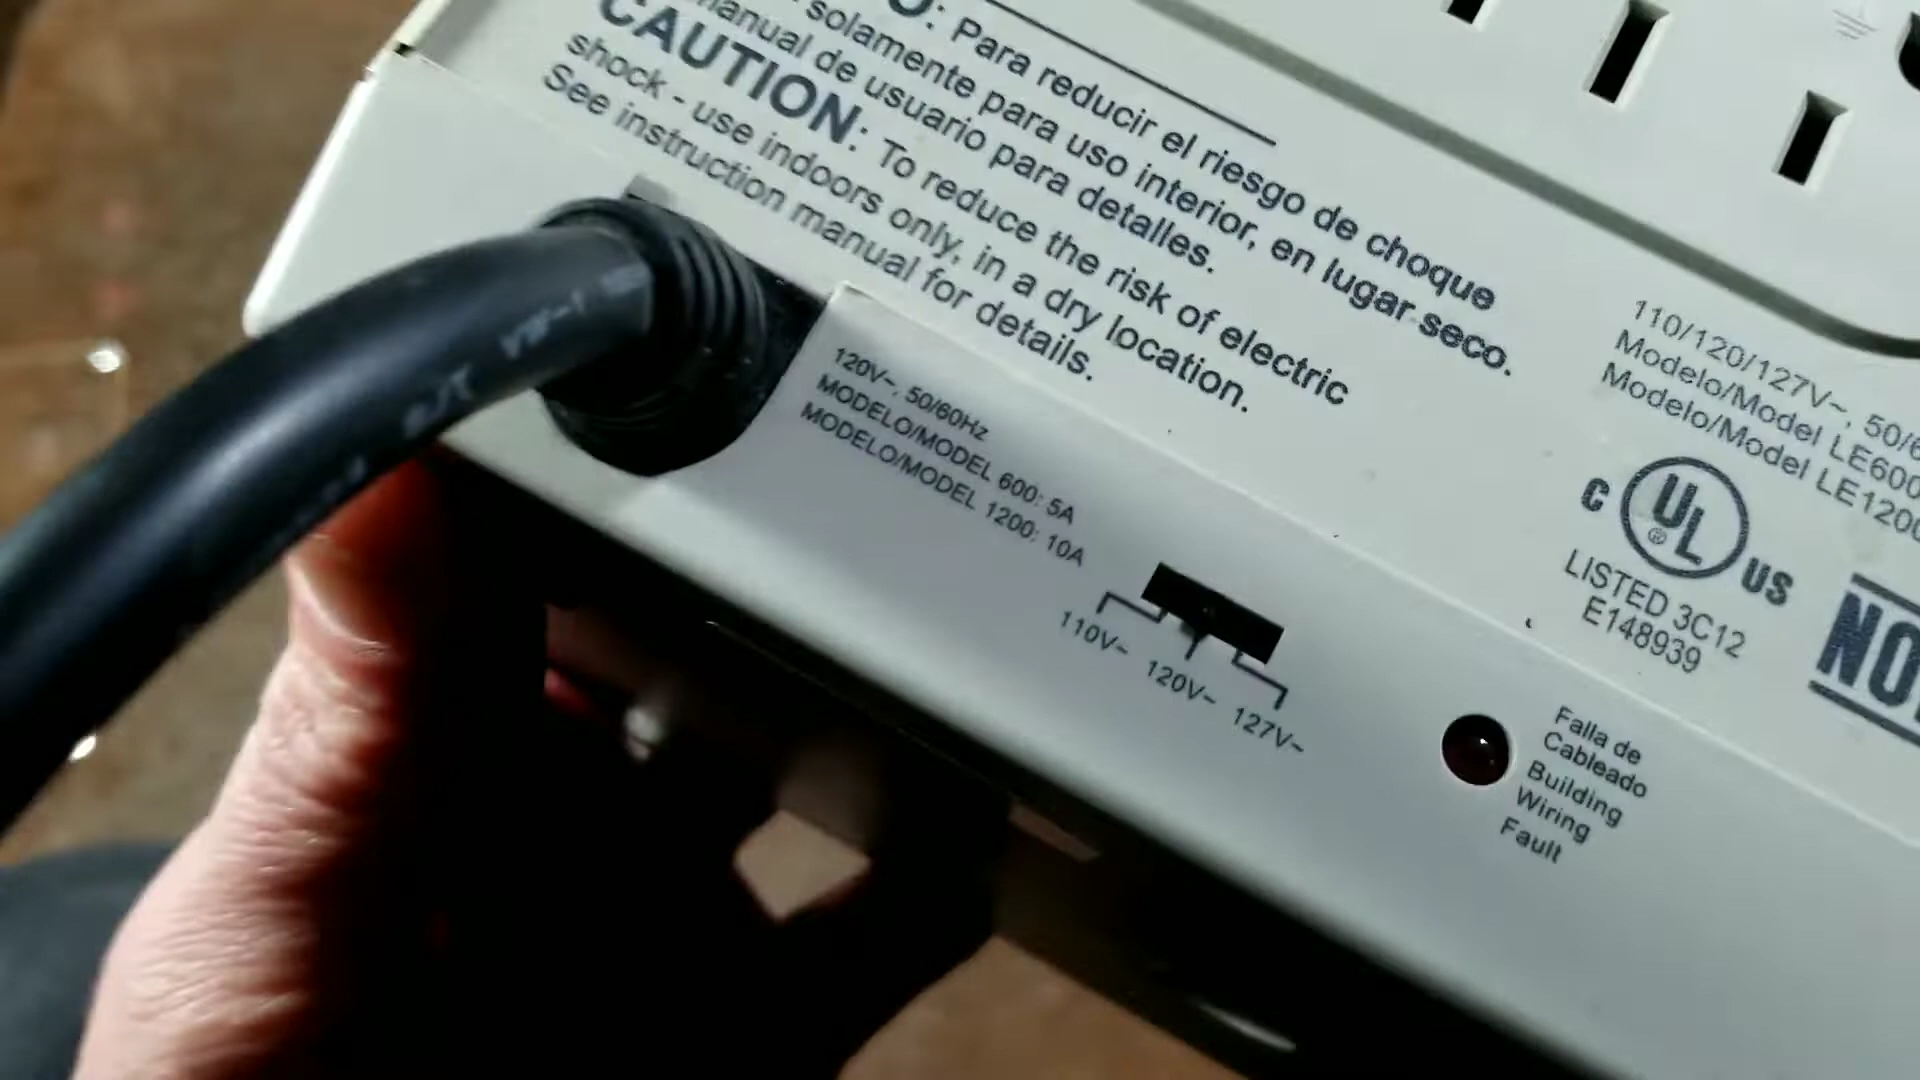 O: Para reducir el riesgo de choque
solamente para uso interior, en lugar seco.
manual de usuario para detalles.
CAUTION: To reduce the risk of electric
shock - use indoors only, in a dry location.
See instruction manual for details.
120V~, 50/60Hz
MODELO/MODEL 600: 5A
MODELO/MODEL 1200: 10A
110V~ 120V~ 127V~
110/120/127V~, 50/6
Modelo/Model LE600
Modelo/Model LE1200
C UL US
®
LISTED 3C12
E148939
Falla de
Cableado
Building
Wiring
Fault
VW-1